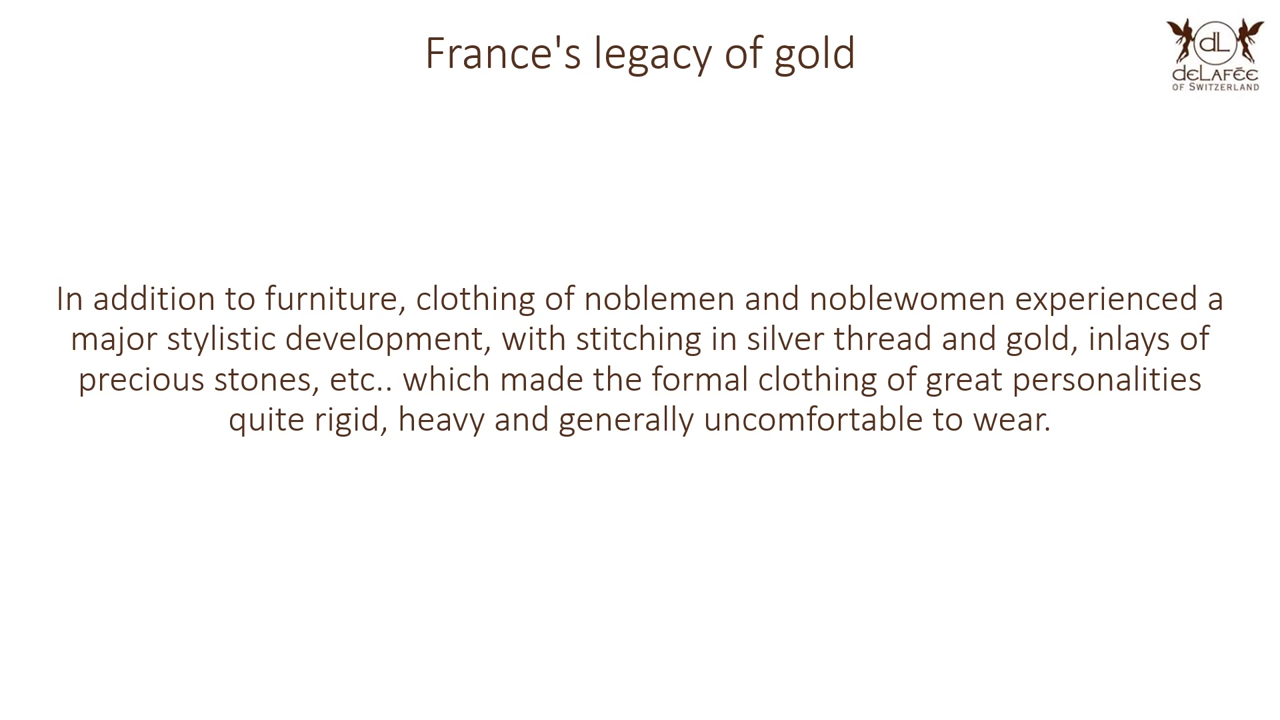 France's legacy of gold
dL
deLafée
of Switzerland
In addition to furniture, clothing of noblemen and noblewomen experienced a
major stylistic development, with stitching in silver thread and gold, inlays of
precious stones, etc.. which made the formal clothing of great personalities
quite rigid, heavy and generally uncomfortable to wear.